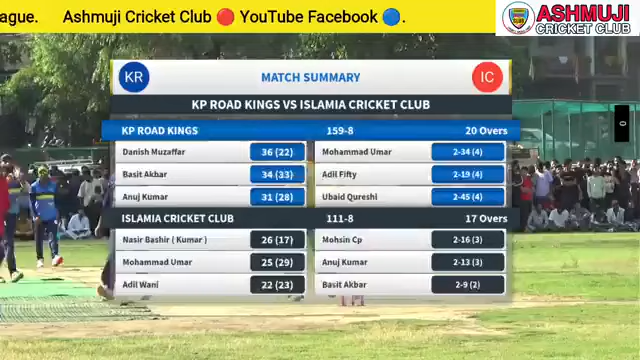 ague. Ashmuji Cricket Club 🔴 YouTube Facebook 🔵.
ASHMUJI
CRICKET CLUB
KR MATCH SUMMARY IC
KP ROAD KINGS VS ISLAMIA CRICKET CLUB
KP ROAD KINGS 159-8 20 Overs
Danish Muzaffar 36 (22) Mohammad Umar 2-34 (4)
Basit Akbar 34 (33) Adil Fifty 2-19 (4)
Anuj Kumar 31 (28) Ubaid Qureshi 2-45 (4)
ISLAMIA CRICKET CLUB 111-8 17 Overs
Nasir Bashir ( Kumar ) 26 (17) Mohsin Cp 2-16 (3)
Mohammad Umar 25 (29) Anuj Kumar 2-13 (3)
Adil Wani 22 (23) Basit Akbar 2-9 (2)
0